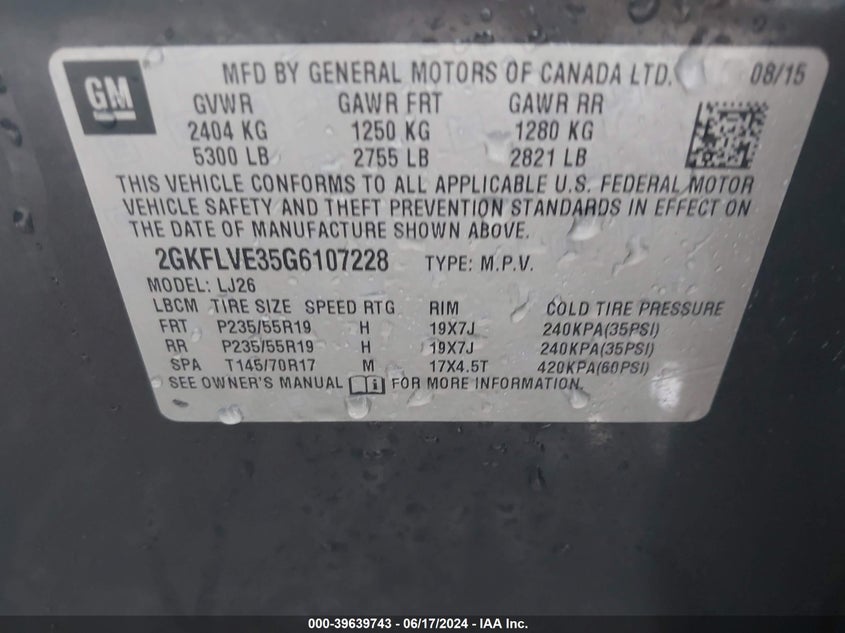 GM
MFD BY GENERAL MOTORS OF CANADA LTD. 08/15
GVWR GAWR FRT GAWR RR
2404 KG 1250 KG 1280 KG
5300 LB 2755 LB 2821 LB
THIS VEHICLE CONFORMS TO ALL APPLICABLE U.S. FEDERAL MOTOR
VEHICLE SAFETY AND THEFT PREVENTION STANDARDS IN EFFECT ON
THE DATE OF MANUFACTURE SHOWN ABOVE.
2GKFLVE35G6107228 TYPE: M.P.V.
MODEL: LJ26
LBCM TIRE SIZE SPEED RTG RIM COLD TIRE PRESSURE
FRT P235/55R19 H 19X7J 240KPA(35PSI)
RR P235/55R19 H 19X7J 240KPA(35PSI)
SPA T145/70R17 M 17X4.5T 420KPA(60PSI)
SEE OWNER'S MANUAL FOR MORE INFORMATION.
000-39639743 - 06/17/2024 - IAA Inc.